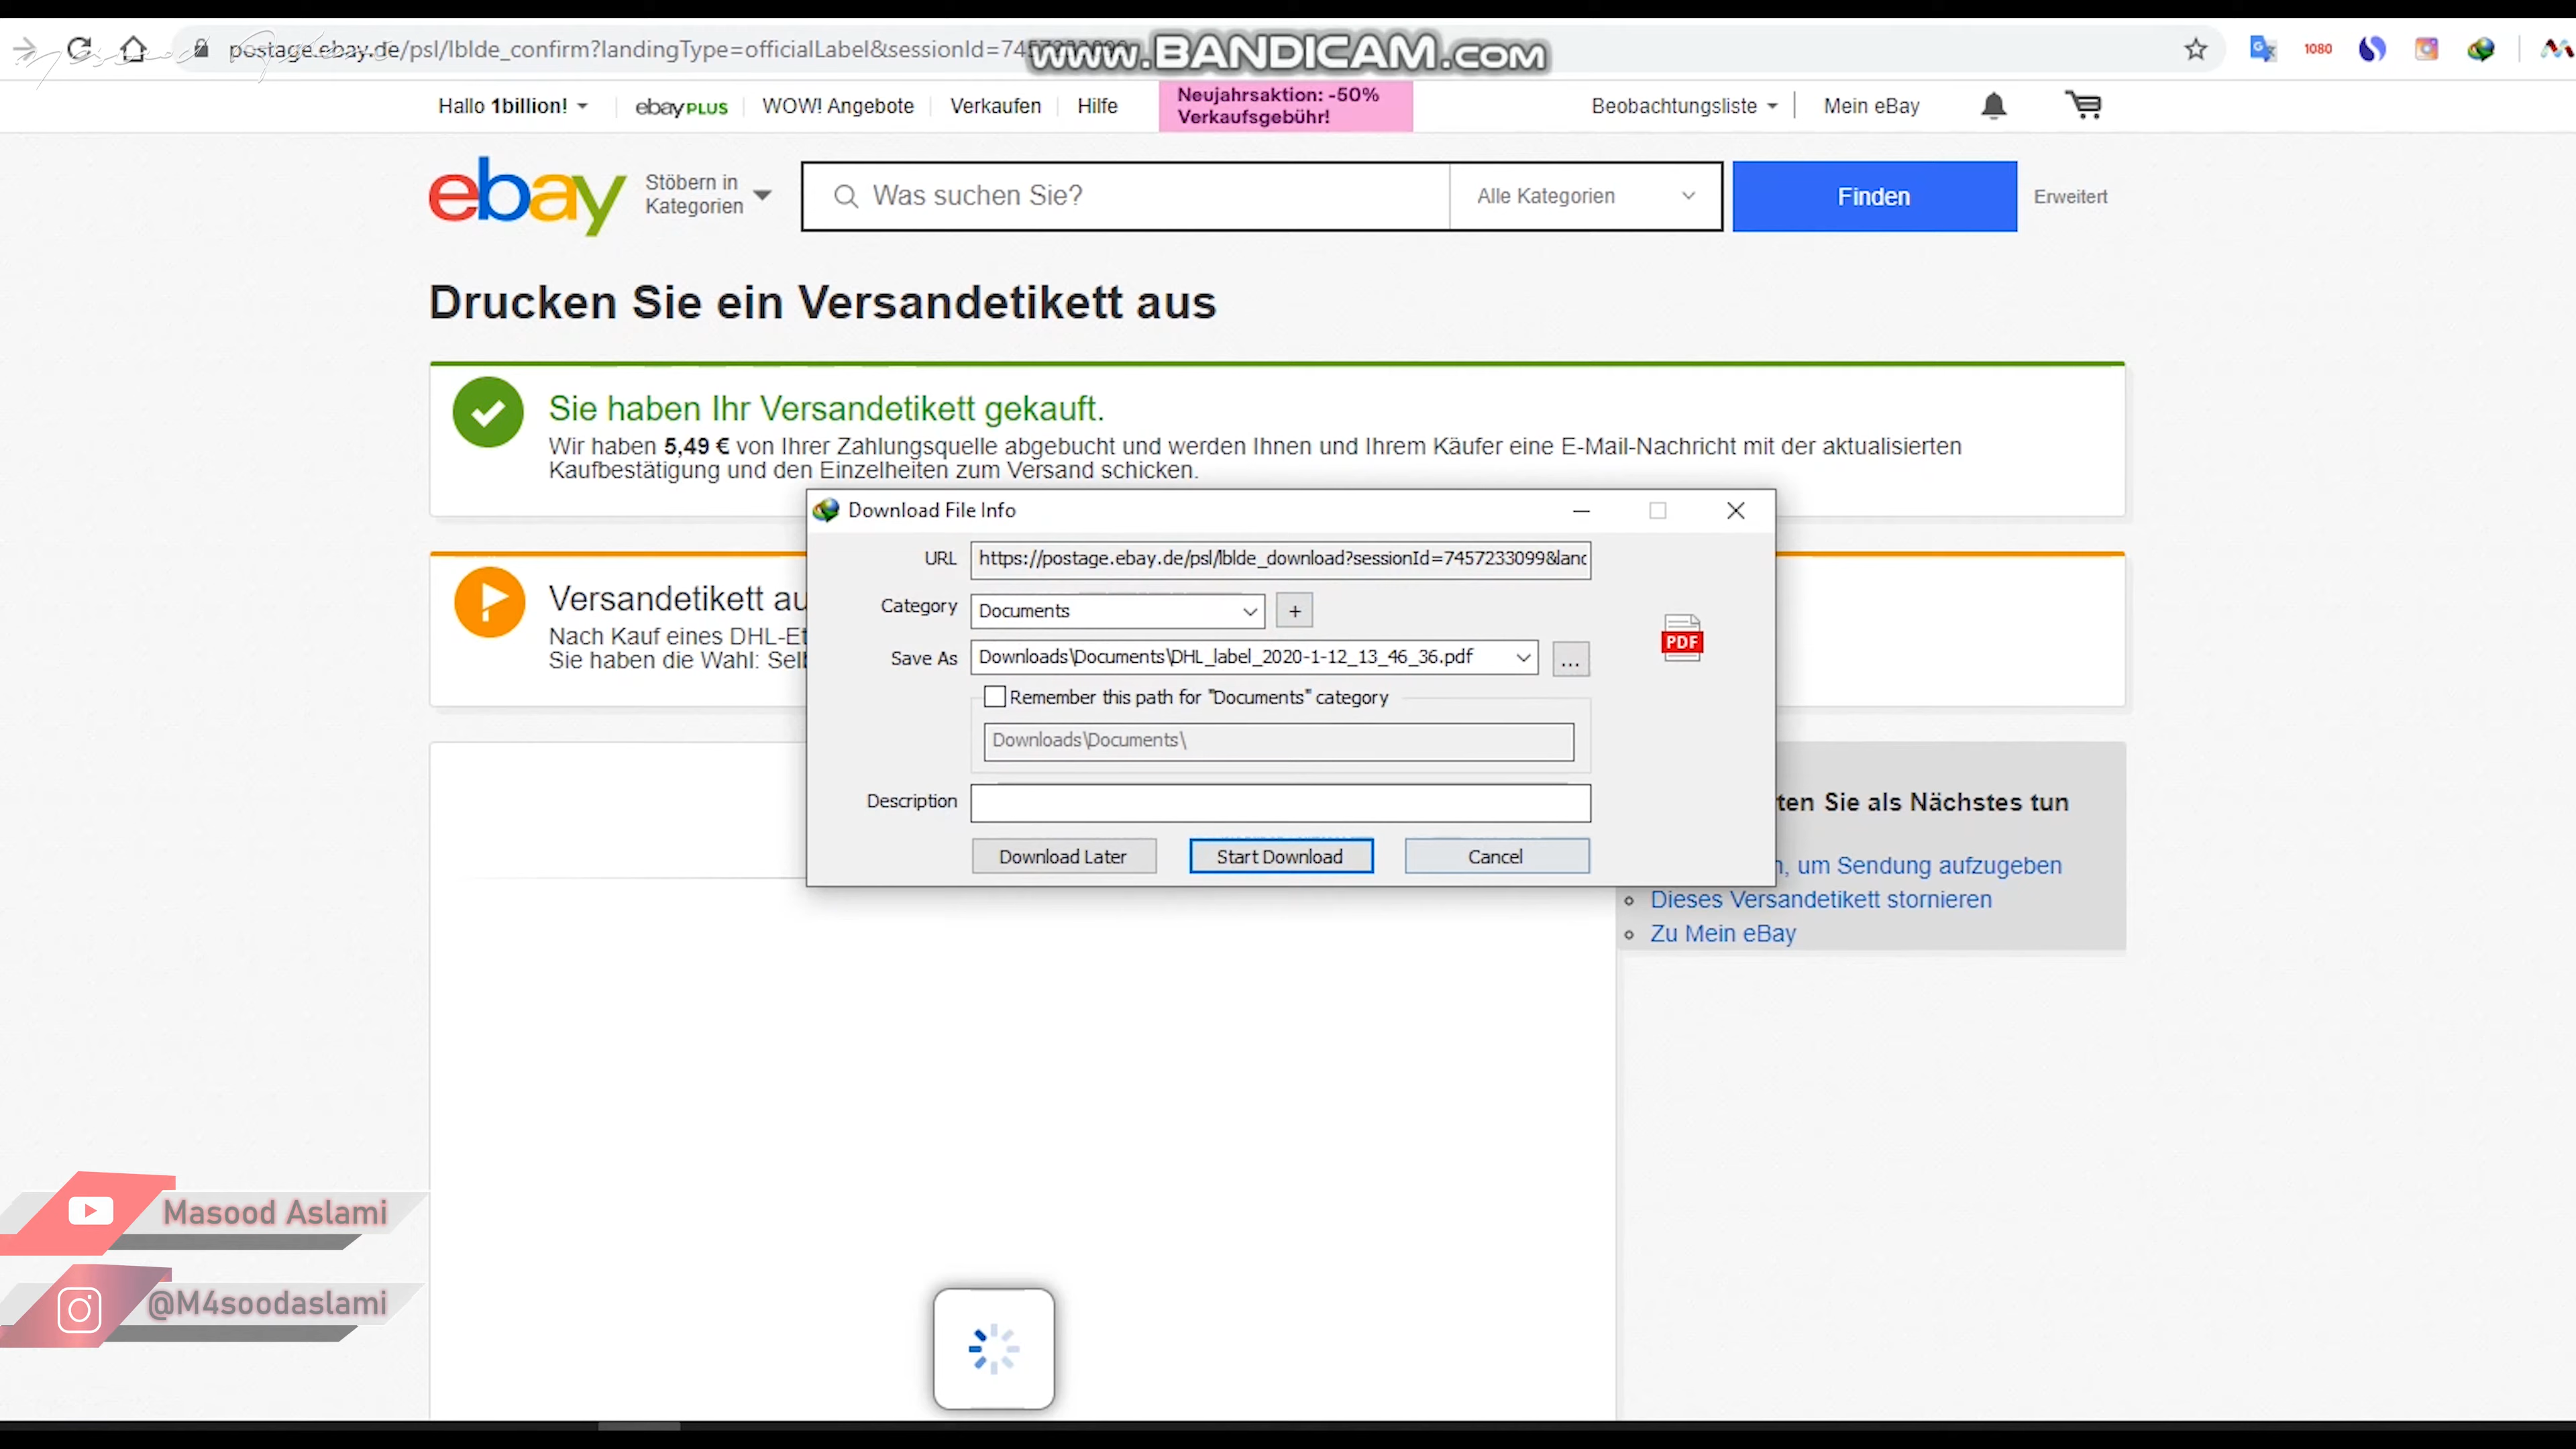 postage.ebay.de/psl/lblde_confirm?landingType=officialLabel&sessionId=7457233099
www.BANDICAM.com
1080
Hallo 1billion!
ebay PLUS
WOW! Angebote
Verkaufen
Hilfe
Neujahrsaktion: -50%
Verkaufsgebühr!
Beobachtungsliste
Mein eBay
ebay
Stöbern in
Kategorien
Was suchen Sie?
Alle Kategorien
Finden
Erweitert
Drucken Sie ein Versandetikett aus
Sie haben Ihr Versandetikett gekauft.
Wir haben 5,49 € von Ihrer Zahlungsquelle abgebucht und werden Ihnen und Ihrem Käufer eine E-Mail-Nachricht mit der aktualisierten
Kaufbestätigung und den Einzelheiten zum Versand schicken.
Versandetikett au
Nach Kauf eines DHL-Et
Sie haben die Wahl: Sel
Download File Info
URL
https://postage.ebay.de/psl/lblde_download?sessionId=7457233099&lanc
Category
Documents
+
Save As
Downloads\Documents\DHL_label_2020-1-12_13_46_36.pdf
...
PDF
Remember this path for "Documents" category
Downloads\Documents\
Description
Download Later
Start Download
Cancel
ten Sie als Nächstes tun
, um Sendung aufzugeben
Dieses Versandetikett stornieren
Zu Mein eBay
Masood Aslami
@M4soodaslami